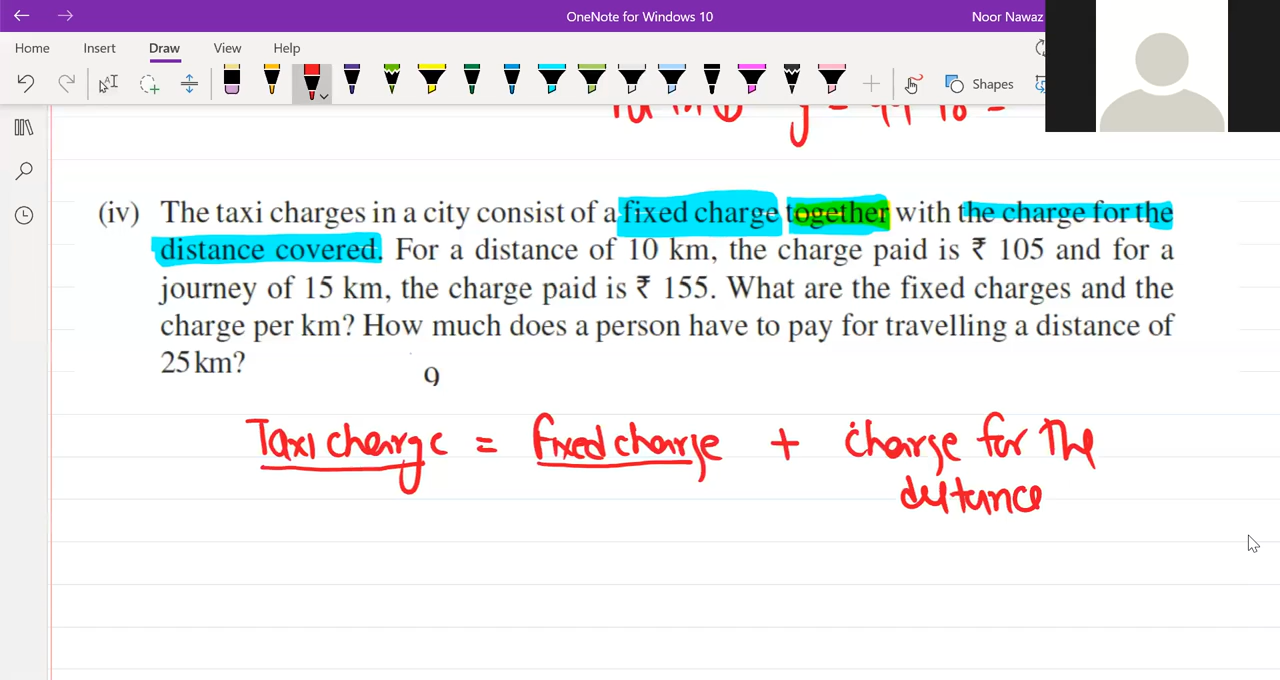 OneNote for Windows 10
Noor Nawaz
Home Insert Draw View Help
Shapes
(iv) The taxi charges in a city consist of a fixed charge together with the charge for the
distance covered. For a distance of 10 km, the charge paid is ₹ 105 and for a
journey of 15 km, the charge paid is ₹ 155. What are the fixed charges and the
charge per km? How much does a person have to pay for travelling a distance of
25 km?
9
Taxi charge = fixed charge + charge for the
distance